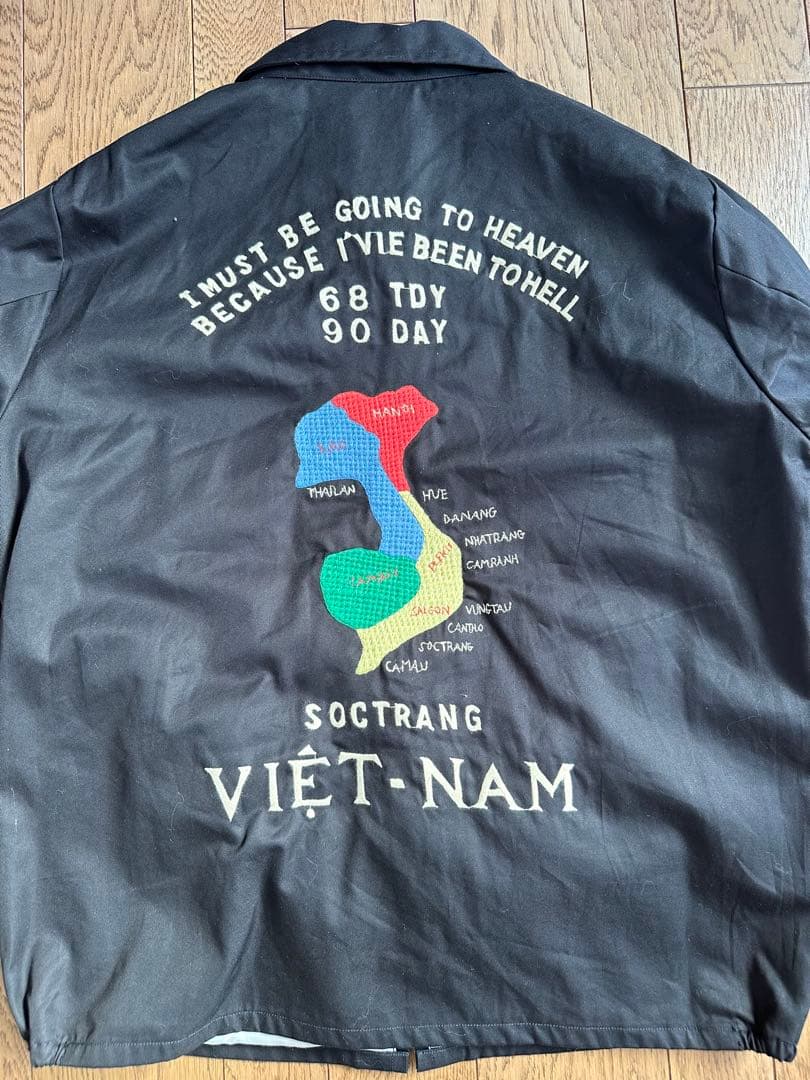 I MUST BE GOING TO HEAVEN
BECAUSE I'VIE BEEN TO HELL
68 TDY
90 DAY
HANOI
THAILAN
HUE
DANANG
NHATRANG
CAMRANH
SAIGON VUNGTAU
CANTHO
SOCTRANG
CAMAU
SOCTRANG
VIỆT-NAM